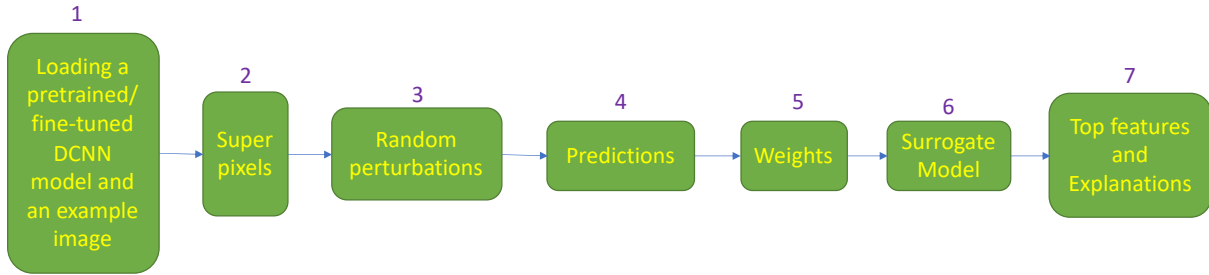 1
Loading a
pretrained/
fine-tuned
DCNN
model and
an example
image
2
Super
pixels
3
Random
perturbations
4
Predictions
5
Weights
6
Surrogate
Model
7
Top features
and
Explanations